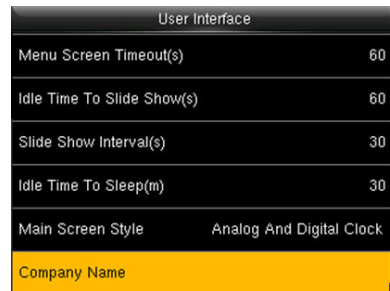 User Interface
Menu Screen Timeout(s) 60
Idle Time To Slide Show(s) 60
Slide Show Interval(s) 30
Idle Time To Sleep(m) 30
Main Screen Style Analog And Digital Clock
Company Name